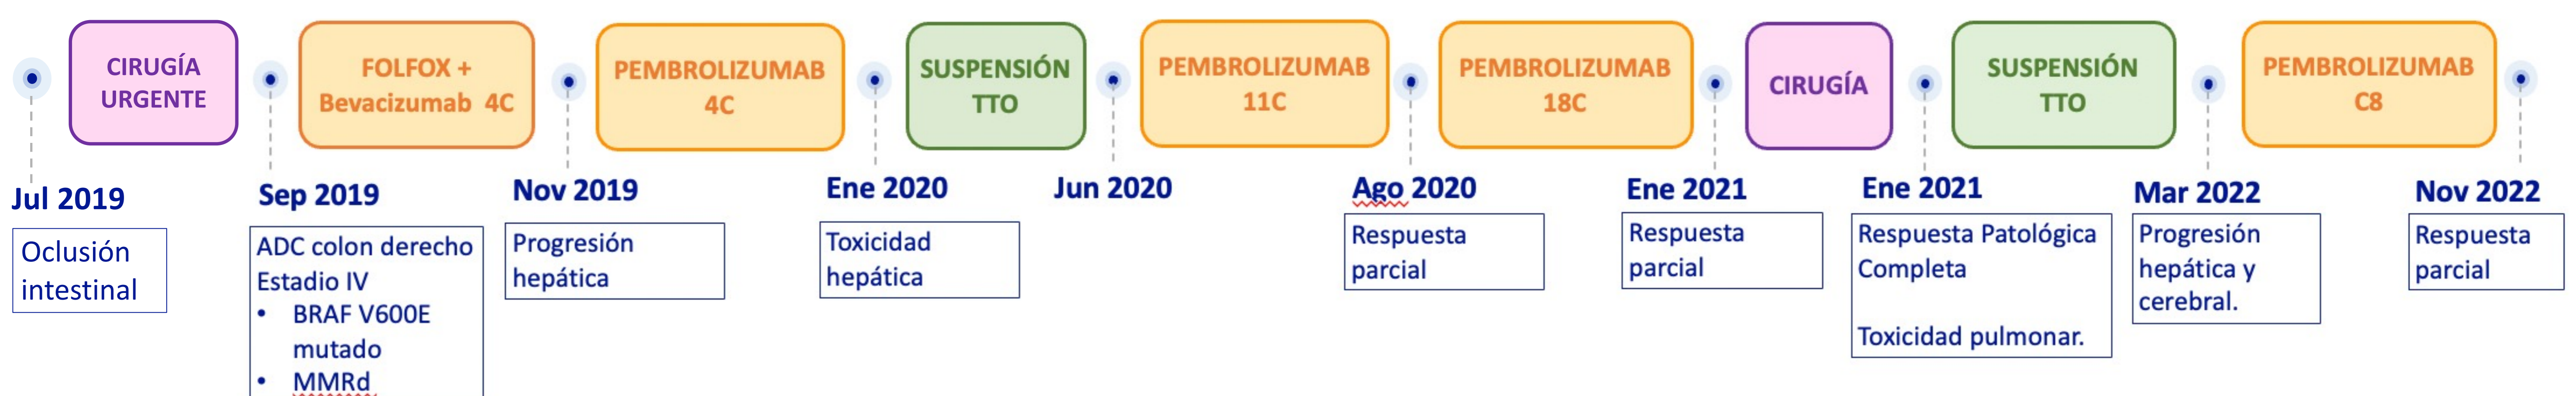 CIRUGÍA
URGENTE
FOLFOX +
Bevacizumab 4C
PEMBROLIZUMAB
4C
SUSPENSIÓN
TTO
PEMBROLIZUMAB
11C
PEMBROLIZUMAB
18C
CIRUGÍA
SUSPENSIÓN
TTO
PEMBROLIZUMAB
C8
Jul 2019
Oclusión
intestinal
Sep 2019
ADC colon derecho
Estadio IV
• BRAF V600E
mutado
• MMRd
Nov 2019
Progresión
hepática
Ene 2020
Toxicidad
hepática
Jun 2020
Ago 2020
Respuesta
parcial
Ene 2021
Respuesta
parcial
Ene 2021
Respuesta Patológica
Completa
Toxicidad pulmonar.
Mar 2022
Progresión
hepática y
cerebral.
Nov 2022
Respuesta
parcial